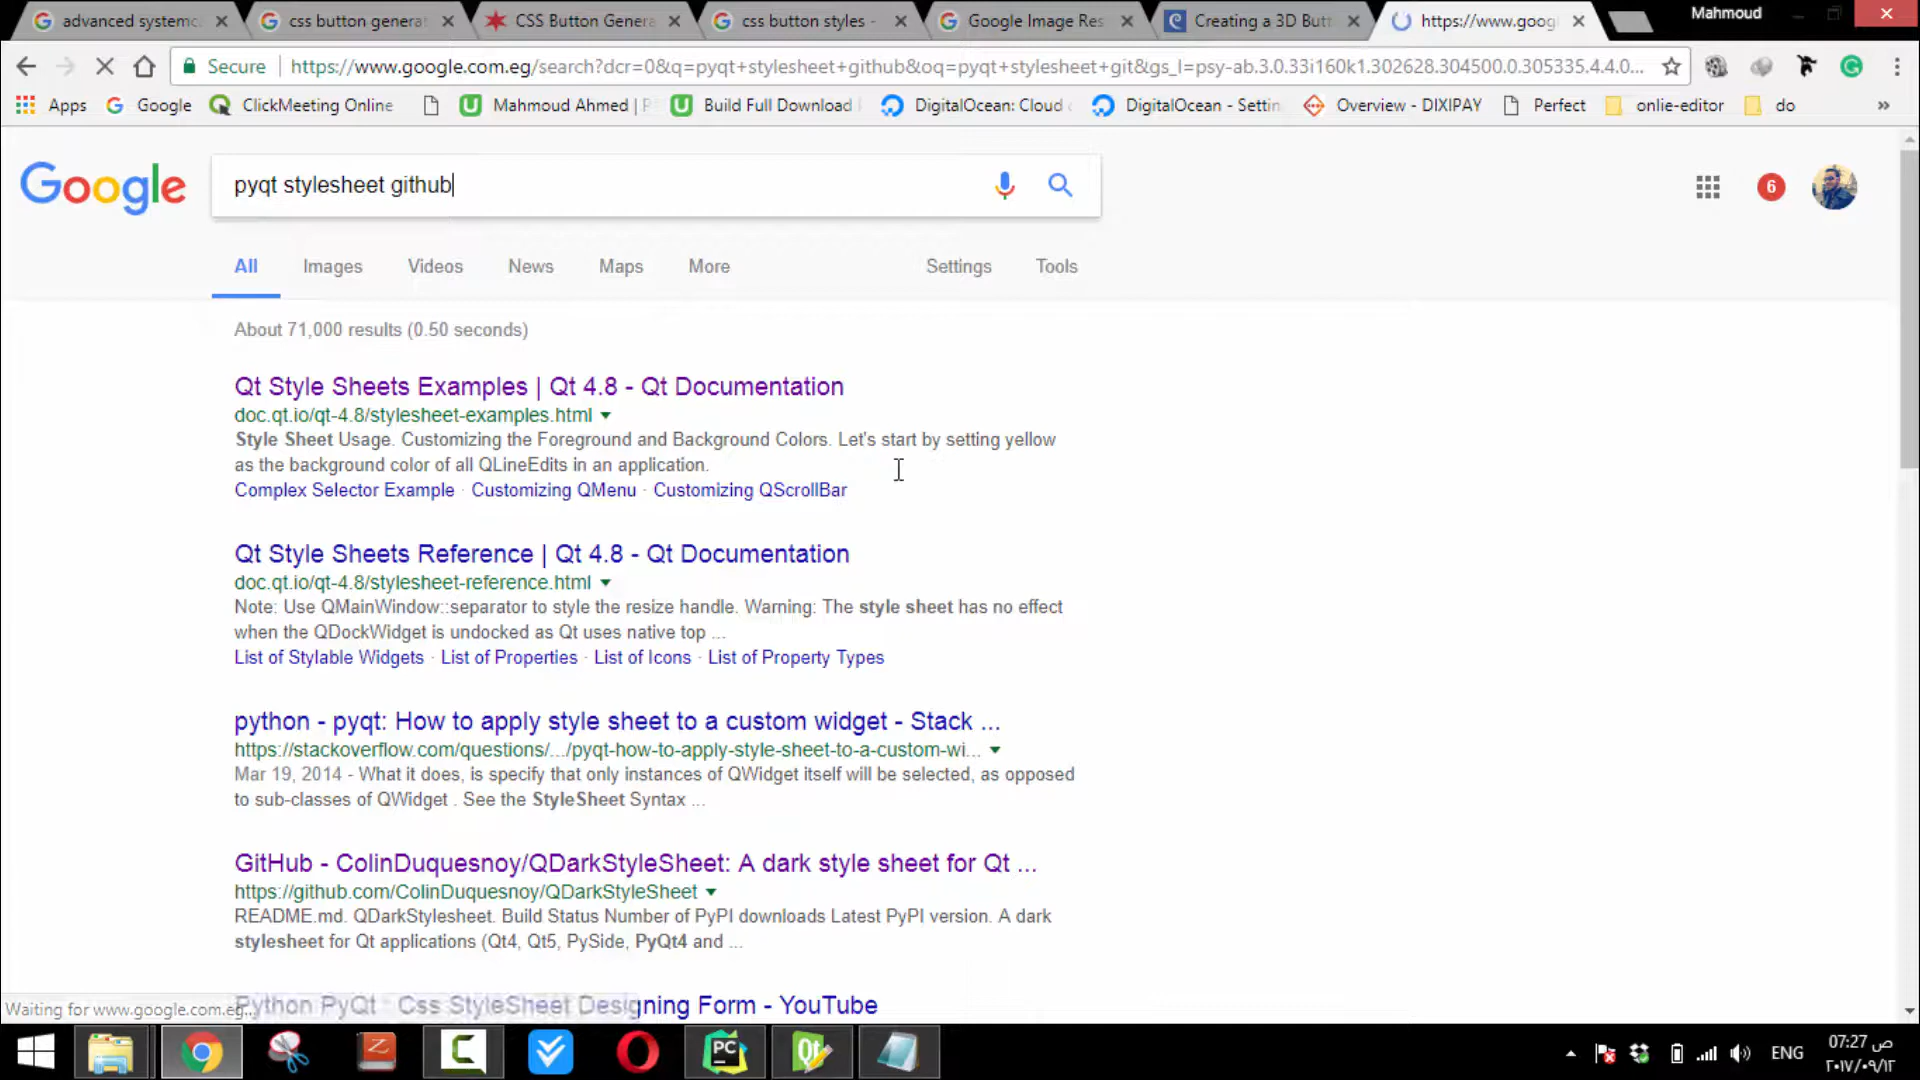 advanced systemc
css button generat
CSS Button Genera
css button styles -
Google Image Res
Creating a 3D Butt
https://www.goog
Mahmoud
Secure
https://www.google.com.eg/search?dcr=0&q=pyqt+stylesheet+github&oq=pyqt+stylesheet+git&gs_l=psy-ab.3.0.33i160k1.302628.304500.0.305335.4.4.0...
Apps
Google
ClickMeeting Online
Mahmoud Ahmed |
Build Full Download
DigitalOcean: Cloud
DigitalOcean - Settin
Overview - DIXIPAY
Perfect
onlie-editor
do
»
Google
pyqt stylesheet github
6
All
Images
Videos
News
Maps
More
Settings
Tools
About 71,000 results (0.50 seconds)
Qt Style Sheets Examples | Qt 4.8 - Qt Documentation
doc.qt.io/qt-4.8/stylesheet-examples.html
Style Sheet Usage. Customizing the Foreground and Background Colors. Let's start by setting yellow
as the background color of all QLineEdits in an application.
Complex Selector Example · Customizing QMenu · Customizing QScrollBar
Qt Style Sheets Reference | Qt 4.8 - Qt Documentation
doc.qt.io/qt-4.8/stylesheet-reference.html
Note: Use QMainWindow::separator to style the resize handle. Warning: The style sheet has no effect
when the QDockWidget is undocked as Qt uses native top ...
List of Stylable Widgets · List of Properties · List of Icons · List of Property Types
python - pyqt: How to apply style sheet to a custom widget - Stack ...
https://stackoverflow.com/questions/.../pyqt-how-to-apply-style-sheet-to-a-custom-wi...
Mar 19, 2014 - What it does, is specify that only instances of QWidget itself will be selected, as opposed
to sub-classes of QWidget . See the StyleSheet Syntax ...
GitHub - ColinDuquesnoy/QDarkStyleSheet: A dark style sheet for Qt ...
https://github.com/ColinDuquesnoy/QDarkStyleSheet
README.md. QDarkStylesheet. Build Status Number of PyPI downloads Latest PyPI version. A dark
stylesheet for Qt applications (Qt4, Qt5, PySide, PyQt4 and ...
Python PyQt : Css StyleSheet Designing Form - YouTube
Waiting for www.google.com.eg...
PC
Qt
ENG
07:27 ص
٢٠١٧/٠٩/١٢